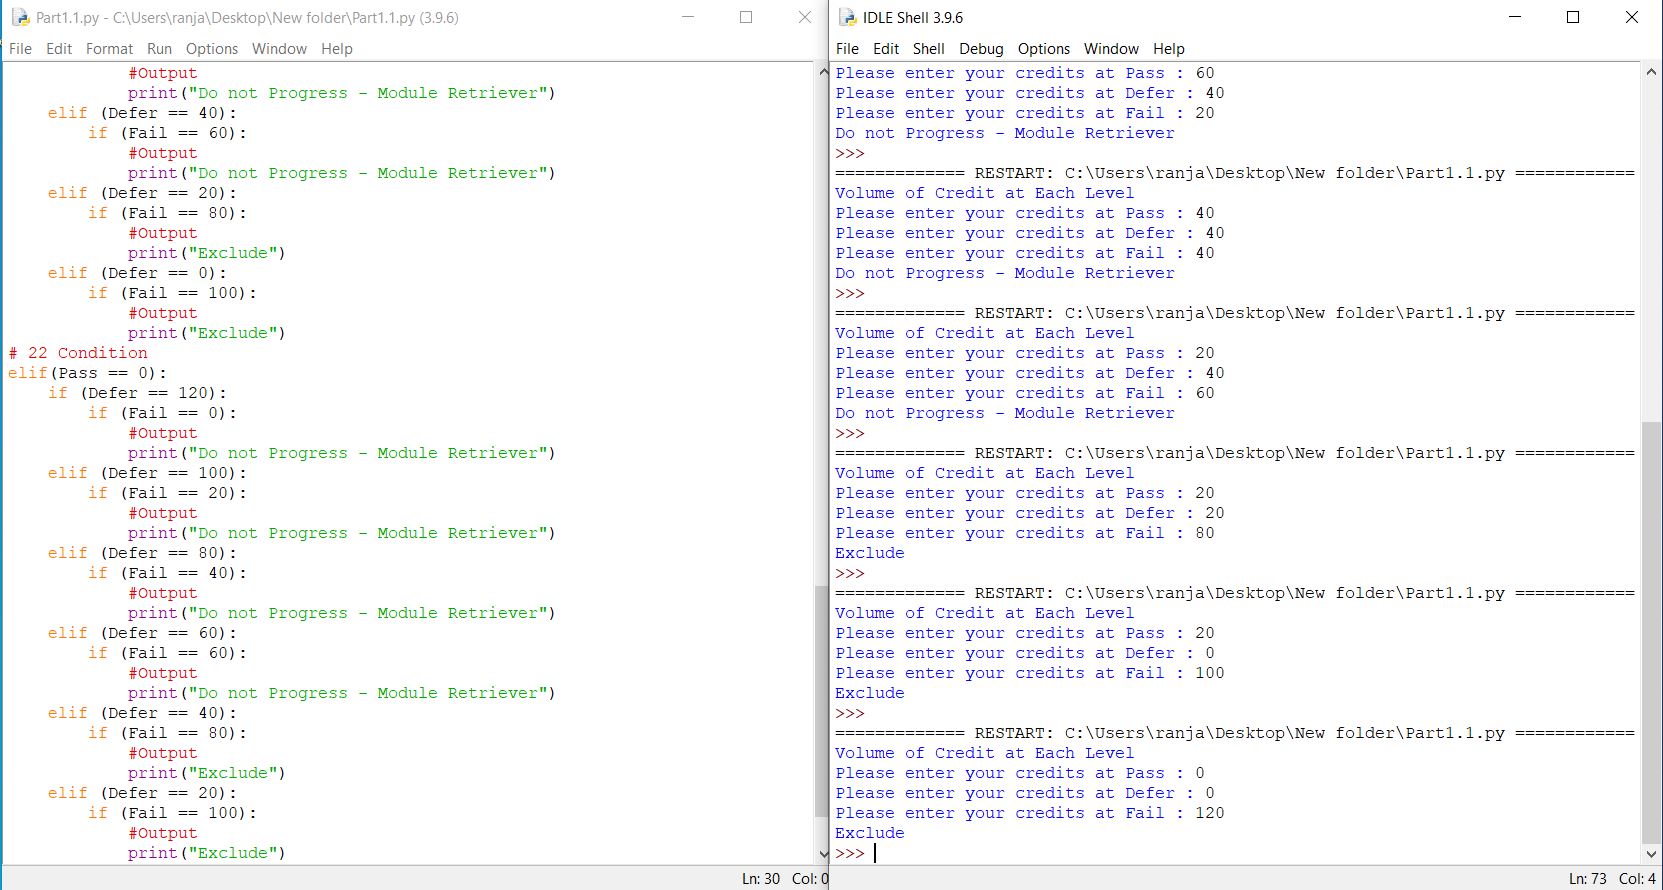 Part1.1.py - C:\Users\ranja\Desktop\New folder\Part1.1.py (3.9.6)
File Edit Format Run Options Window Help
            #Output
            print("Do not Progress - Module Retriever")
    elif (Defer == 40):
        if (Fail == 60):
            #Output
            print("Do not Progress - Module Retriever")
    elif (Defer == 20):
        if (Fail == 80):
            #Output
            print("Exclude")
    elif (Defer == 0):
        if (Fail == 100):
            #Output
            print("Exclude")
# 22 Condition
elif(Pass == 0):
    if (Defer == 120):
        if (Fail == 0):
            #Output
            print("Do not Progress - Module Retriever")
    elif (Defer == 100):
        if (Fail == 20):
            #Output
            print("Do not Progress - Module Retriever")
    elif (Defer == 80):
        if (Fail == 40):
            #Output
            print("Do not Progress - Module Retriever")
    elif (Defer == 60):
        if (Fail == 60):
            #Output
            print("Do not Progress - Module Retriever")
    elif (Defer == 40):
        if (Fail == 80):
            #Output
            print("Exclude")
    elif (Defer == 20):
        if (Fail == 100):
            #Output
            print("Exclude")
Ln: 30 Col: 0
IDLE Shell 3.9.6
File Edit Shell Debug Options Window Help
Please enter your credits at Pass : 60
Please enter your credits at Defer : 40
Please enter your credits at Fail : 20
Do not Progress - Module Retriever
>>>
============= RESTART: C:\Users\ranja\Desktop\New folder\Part1.1.py ============
Volume of Credit at Each Level
Please enter your credits at Pass : 40
Please enter your credits at Defer : 40
Please enter your credits at Fail : 40
Do not Progress - Module Retriever
>>>
============= RESTART: C:\Users\ranja\Desktop\New folder\Part1.1.py ============
Volume of Credit at Each Level
Please enter your credits at Pass : 20
Please enter your credits at Defer : 40
Please enter your credits at Fail : 60
Do not Progress - Module Retriever
>>>
============= RESTART: C:\Users\ranja\Desktop\New folder\Part1.1.py ============
Volume of Credit at Each Level
Please enter your credits at Pass : 20
Please enter your credits at Defer : 20
Please enter your credits at Fail : 80
Exclude
>>>
============= RESTART: C:\Users\ranja\Desktop\New folder\Part1.1.py ============
Volume of Credit at Each Level
Please enter your credits at Pass : 20
Please enter your credits at Defer : 0
Please enter your credits at Fail : 100
Exclude
>>>
============= RESTART: C:\Users\ranja\Desktop\New folder\Part1.1.py ============
Volume of Credit at Each Level
Please enter your credits at Pass : 0
Please enter your credits at Defer : 0
Please enter your credits at Fail : 120
Exclude
>>>
Ln: 73 Col: 4